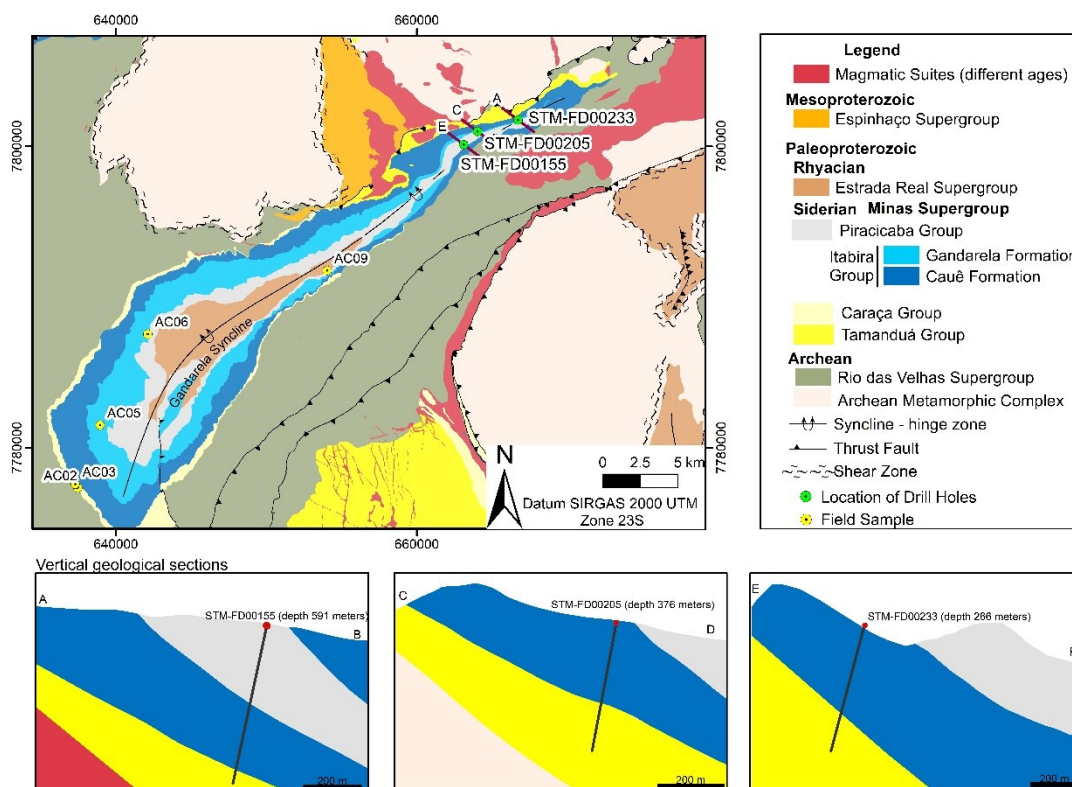 640000
660000
7800000
7800000
7780000
7780000
A
C
E
STM-FD00233
STM-FD00205
STM-FD00155
AC09
AC06
Gandarela Syncline
AC05
AC02
AC03
N
0 2.5 5 km
Datum SIRGAS 2000 UTM
Zone 23S
640000
660000
Legend
Magmatic Suites (different ages)
Mesoproterozoic
Espinhaço Supergroup
Paleoproterozoic
Rhyacian
Estrada Real Supergroup
Siderian Minas Supergroup
Piracicaba Group
Itabira
Group
Gandarela Formation
Cauê Formation
Caraça Group
Tamanduá Group
Archean
Rio das Velhas Supergroup
Archean Metamorphic Complex
Syncline - hinge zone
Thrust Fault
Shear Zone
Location of Drill Holes
Field Sample
Vertical geological sections
A
STM-FD00155 (depth 591 meters)
B
200 m
C
STM-FD00205 (depth 376 meters)
D
200 m
E
STM-FD00233 (depth 266 meters)
200 m